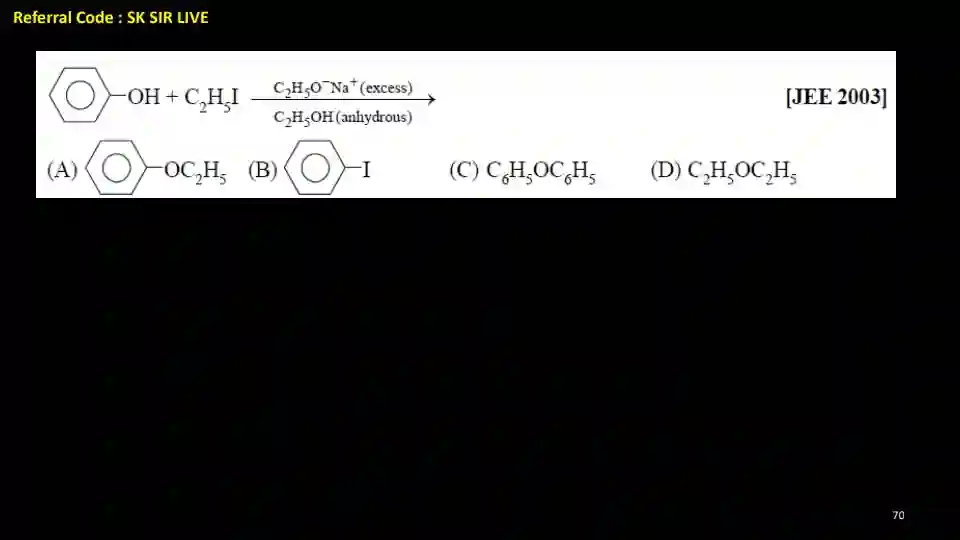 Referral Code : SK SIR LIVE
OH + C₂H₅I C₂H₅O⁻Na⁺(excess) [JEE 2003]
C₂H₅OH(anhydrous)
(A) OC₂H₅ (B) I (C) C₆H₅OC₆H₅ (D) C₂H₅OC₂H₅
70